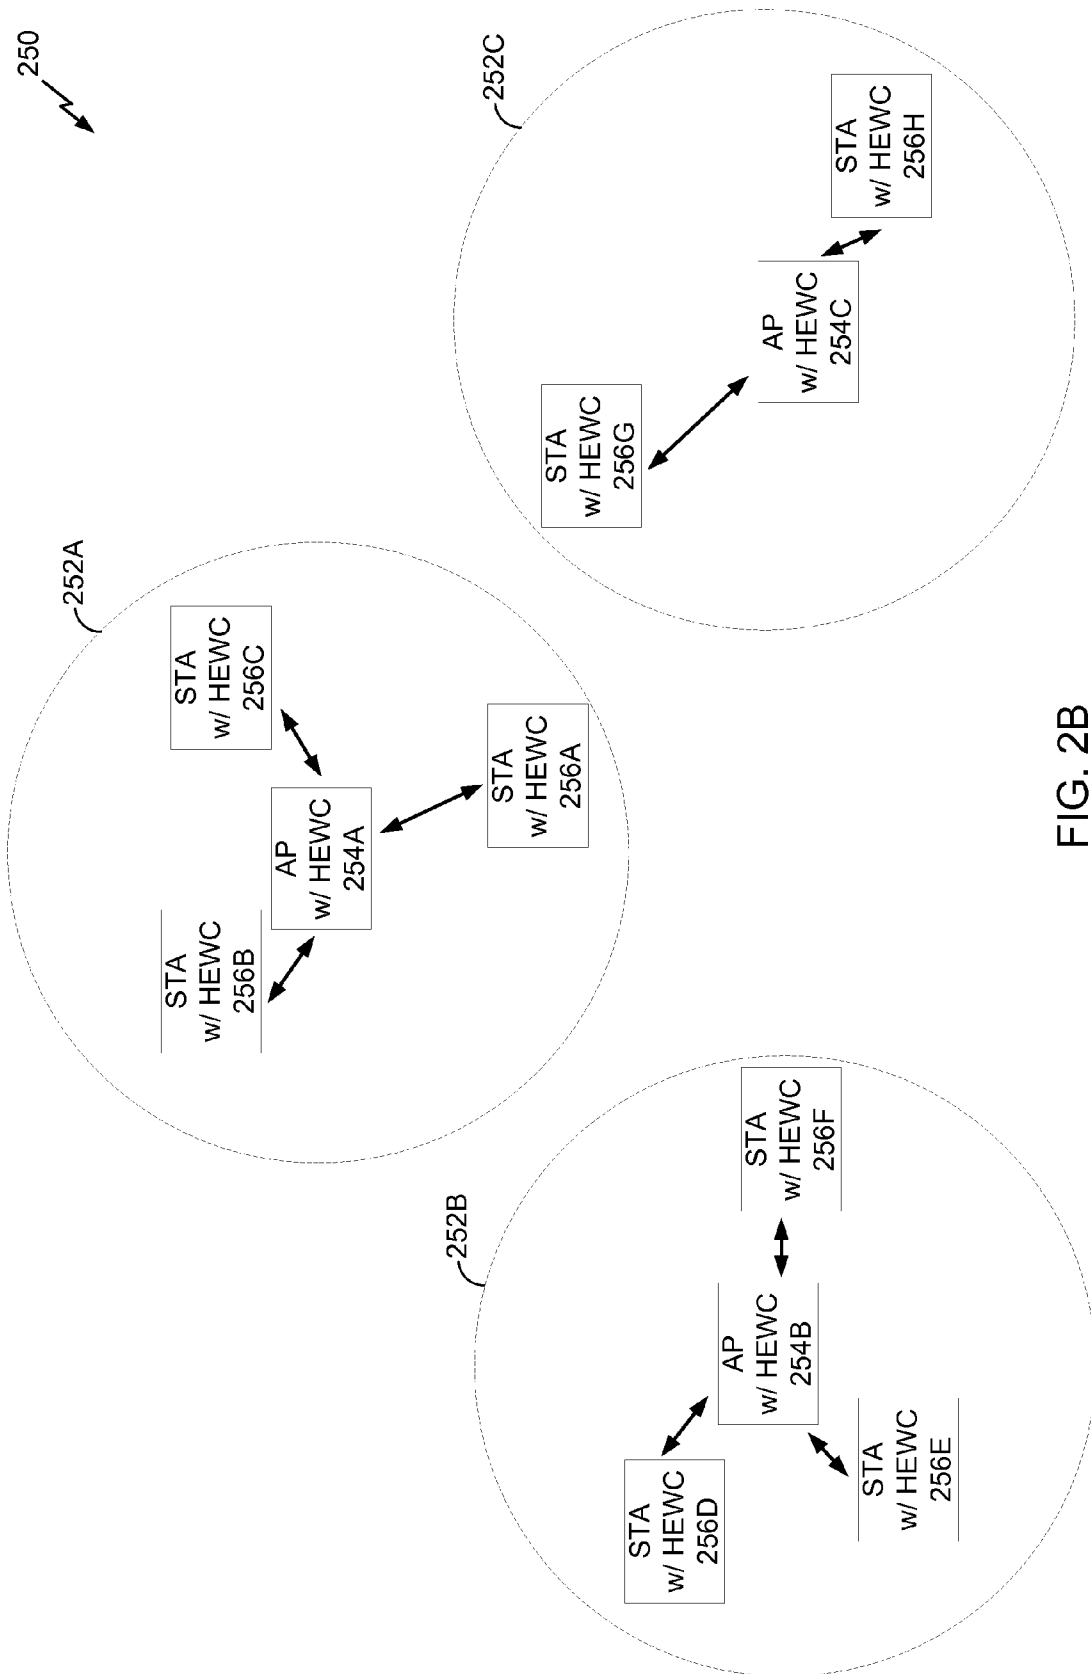 250
252A
STA
w/ HEWC
256B
STA
w/ HEWC
256C
AP
w/ HEWC
254A
STA
w/ HEWC
256A
252B
STA
w/ HEWC
256D
AP
w/ HEWC
254B
STA
w/ HEWC
256F
STA
w/ HEWC
256E
252C
STA
w/ HEWC
256G
AP
w/ HEWC
254C
STA
w/ HEWC
256H
FIG. 2B